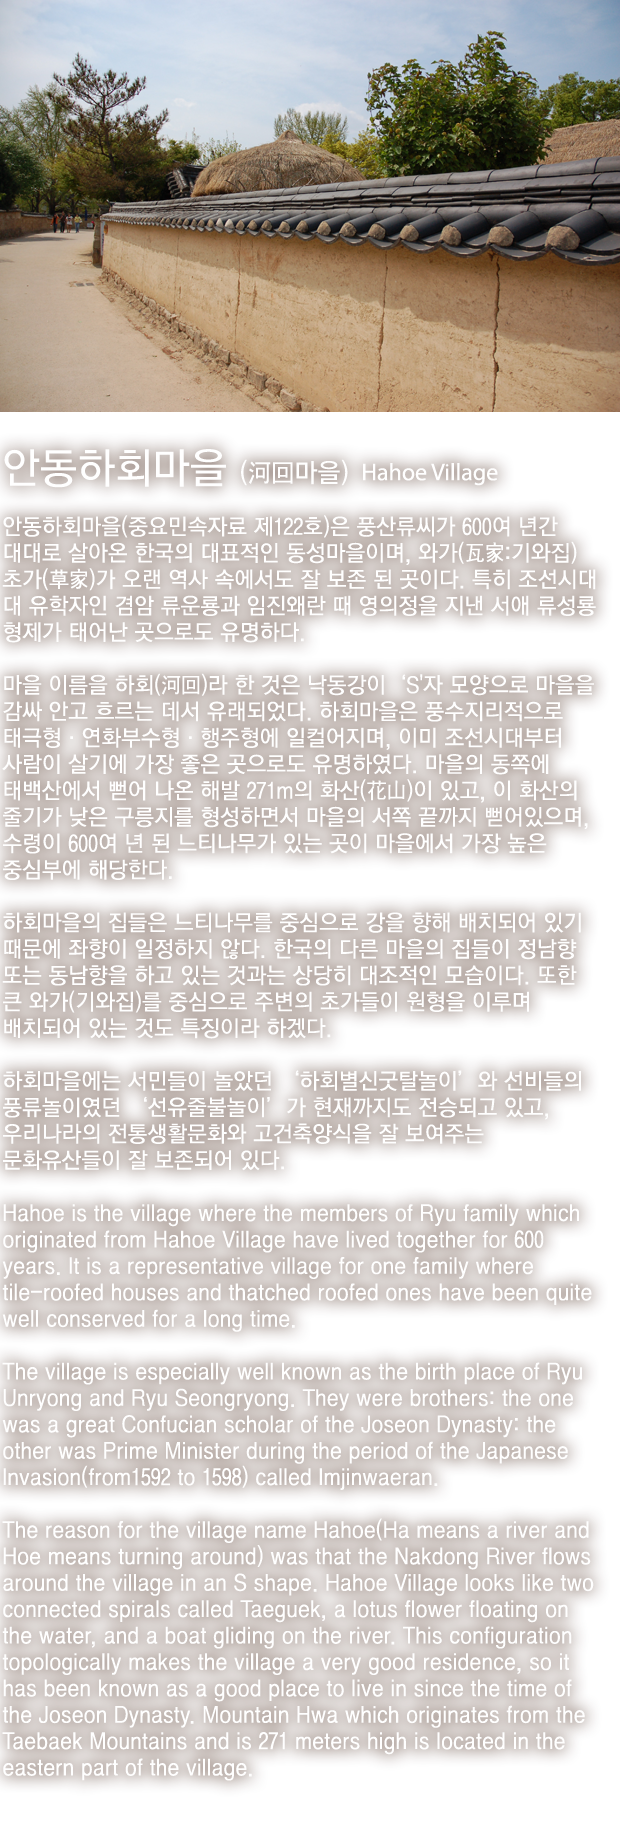 안동하회마을 (河回마을) Hahoe Village
안동하회마을(중요민속자료 제122호)은 풍산류씨가 600여 년간
대대로 살아온 한국의 대표적인 동성마을이며, 와가(瓦家:기와집)
초가(草家)가 오랜 역사 속에서도 잘 보존 된 곳이다. 특히 조선시대
대 유학자인 겸암 류운룡과 임진왜란 때 영의정을 지낸 서애 류성룡
형제가 태어난 곳으로도 유명하다.
마을 이름을 하회(河回)라 한 것은 낙동강이 ‘S'자 모양으로 마을을
감싸 안고 흐르는 데서 유래되었다. 하회마을은 풍수지리적으로
태극형 · 연화부수형 · 행주형에 일컬어지며, 이미 조선시대부터
사람이 살기에 가장 좋은 곳으로도 유명하였다. 마을의 동쪽에
태백산에서 뻗어 나온 해발 271m의 화산(花山)이 있고, 이 화산의
줄기가 낮은 구릉지를 형성하면서 마을의 서쪽 끝까지 뻗어있으며,
수령이 600여 년 된 느티나무가 있는 곳이 마을에서 가장 높은
중심부에 해당한다.
하회마을의 집들은 느티나무를 중심으로 강을 향해 배치되어 있기
때문에 좌향이 일정하지 않다. 한국의 다른 마을의 집들이 정남향
또는 동남향을 하고 있는 것과는 상당히 대조적인 모습이다. 또한
큰 와가(기와집)를 중심으로 주변의 초가들이 원형을 이루며
배치되어 있는 것도 특징이라 하겠다.
하회마을에는 서민들이 놀았던 ‘하회별신굿탈놀이’와 선비들의
풍류놀이였던 ‘선유줄불놀이’가 현재까지도 전승되고 있고,
우리나라의 전통생활문화와 고건축양식을 잘 보여주는
문화유산들이 잘 보존되어 있다.
Hahoe is the village where the members of Ryu family which
originated from Hahoe Village have lived together for 600
years. It is a representative village for one family where
tile-roofed houses and thatched roofed ones have been quite
well conserved for a long time.
The village is especially well known as the birth place of Ryu
Unryong and Ryu Seongryong. They were brothers: the one
was a great Confucian scholar of the Joseon Dynasty: the
other was Prime Minister during the period of the Japanese
Invasion(from1592 to 1598) called Imjinwaeran.
The reason for the village name Hahoe(Ha means a river and
Hoe means turning around) was that the Nakdong River flows
around the village in an S shape. Hahoe Village looks like two
connected spirals called Taeguek, a lotus flower floating on
the water, and a boat gliding on the river. This configuration
topologically makes the village a very good residence, so it
has been known as a good place to live in since the time of
the Joseon Dynasty. Mountain Hwa which originates from the
Taebaek Mountains and is 271 meters high is located in the
eastern part of the village.